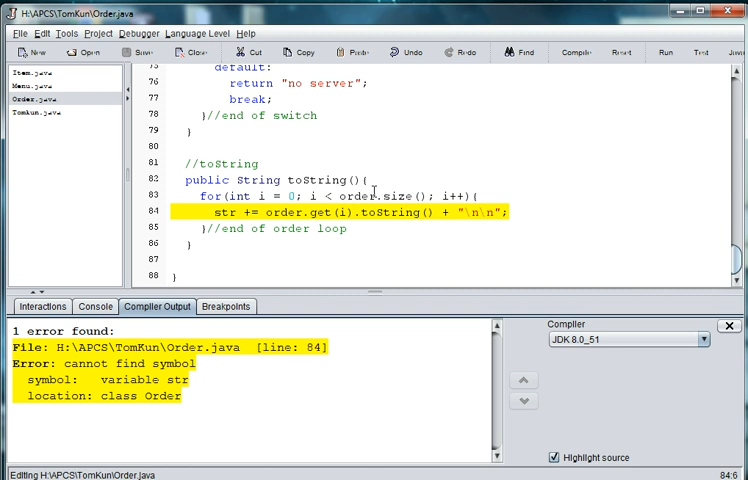 H:\APCS\TomKun\Order.java
File Edit Tools Project Debugger Language Level Help
New Open Save Close Cut Copy Paste Undo Redo Find Compile Reset Run Test Java
Item.java
Menu.java
Order.java
Tomkun.java
75 default:
76 return "no server";
77 break;
78 }//end of switch
79 }
80
81 //toString
82 public String toString(){
83 for(int i = 0; i < order.size(); i++){
84 str += order.get(i).toString() + "\n\n";
85 }//end of order loop
86 }
87
88 }
Interactions Console Compiler Output Breakpoints
1 error found:
File: H:\APCS\TomKun\Order.java [line: 84]
Error: cannot find symbol
symbol: variable str
location: class Order
Compiler
JDK 8.0_51
Highlight source
Editing H:\APCS\TomKun\Order.java 84:6